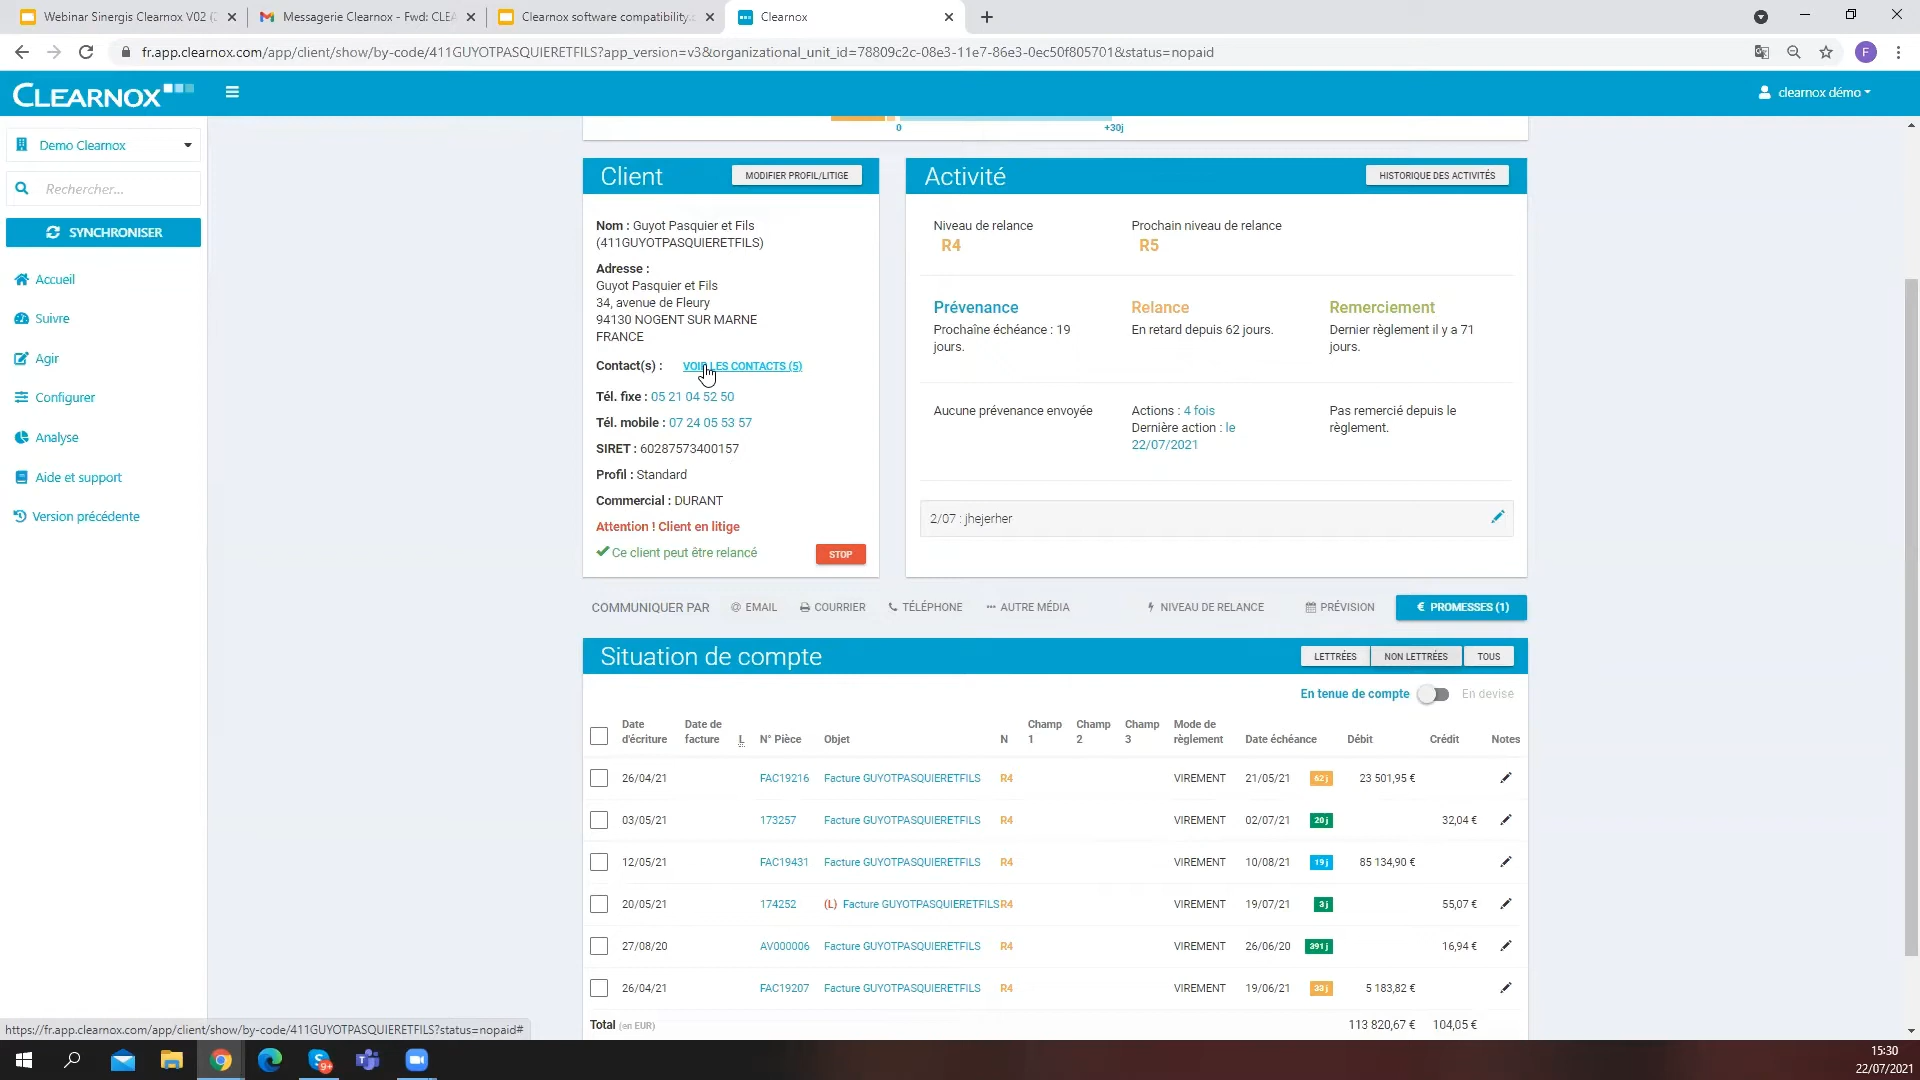 Webinar Sinergis Clearnox V02 (
Messagerie Clearnox - Fwd: CLEA
Clearnox software compatibility.
Clearnox
fr.app.clearnox.com/app/client/show/by-code/411GUYOTPASQUIERETFILS?app_version=v3&organizational_unit_id=78809c2c-08e3-11e7-86e3-0ec50f805701&status=nopaid
F
CLEARNOX
clearnox démo
Demo Clearnox
Rechercher...
SYNCHRONISER
Accueil
Suivre
Agir
Configurer
Analyse
Aide et support
Version précédente
0
+30j
Client
MODIFIER PROFIL/LITIGE
Nom : Guyot Pasquier et Fils
(411GUYOTPASQUIERETFILS)
Adresse :
Guyot Pasquier et Fils
34, avenue de Fleury
94130 NOGENT SUR MARNE
FRANCE
Contact(s) : VOIR LES CONTACTS (5)
Tél. fixe : 05 21 04 52 50
Tél. mobile : 07 24 05 53 57
SIRET : 60287573400157
Profil : Standard
Commercial : DURANT
Attention ! Client en litige
Ce client peut être relancé
STOP
Activité
HISTORIQUE DES ACTIVITÉS
Niveau de relance
R4
Prochain niveau de relance
R5
Prévenance
Prochaîne échéance : 19
jours.
Relance
En retard depuis 62 jours.
Remerciement
Dernier règlement il y a 71
jours.
Aucune prévenance envoyée
Actions : 4 fois
Dernière action : le
22/07/2021
Pas remercié depuis le
règlement.
2/07 : jhejerher
COMMUNIQUER PAR @ EMAIL COURRIER TÉLÉPHONE AUTRE MÉDIA NIVEAU DE RELANCE PRÉVISION € PROMESSES (1)
Situation de compte
LETTRÉES NON LETTRÉES TOUS
En tenue de compte En devise
Date d'écriture Date de facture L N° Pièce Objet N Champ 1 Champ 2 Champ 3 Mode de règlement Date échéance Débit Crédit Notes
26/04/21 FAC19216 Facture GUYOTPASQUIERETFILS R4 VIREMENT 21/05/21 62 j 23 501,95 €
03/05/21 173257 Facture GUYOTPASQUIERETFILS R4 VIREMENT 02/07/21 20 j 32,04 €
12/05/21 FAC19431 Facture GUYOTPASQUIERETFILS R4 VIREMENT 10/08/21 19 j 85 134,90 €
20/05/21 174252 (L) Facture GUYOTPASQUIERETFILS R4 VIREMENT 19/07/21 3 j 55,07 €
27/08/20 AV000006 Facture GUYOTPASQUIERETFILS R4 VIREMENT 26/06/20 391 j 16,94 €
26/04/21 FAC19207 Facture GUYOTPASQUIERETFILS R4 VIREMENT 19/06/21 33 j 5 183,82 €
Total (en EUR) 113 820,67 € 104,05 €
https://fr.app.clearnox.com/app/client/show/by-code/411GUYOTPASQUIERETFILS?status=nopaid#
9+
15:30
22/07/2021